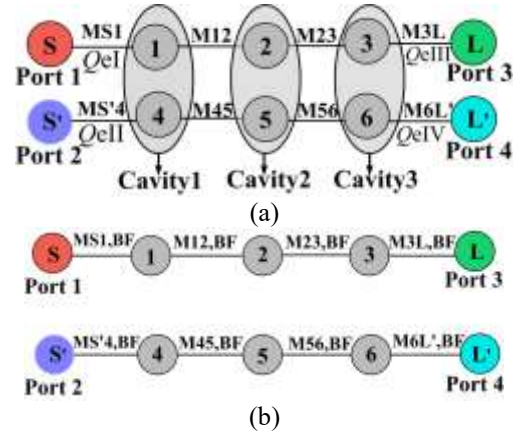 MS1 M12 M23 M3L
S 1 2 3 L
QeI QeIII
Port 1 Port 3
S' MS'4 4 M45 5 M56 6 M6L' L'
QeII QeIV
Port 2 Port 4
Cavity1 Cavity2 Cavity3
(a)
MS1,BF M12,BF M23,BF M3L,BF
S 1 2 3 L
Port 1 Port 3
MS'4,BF M45,BF M56,BF M6L',BF
S' 4 5 6 L'
Port 2 Port 4
(b)